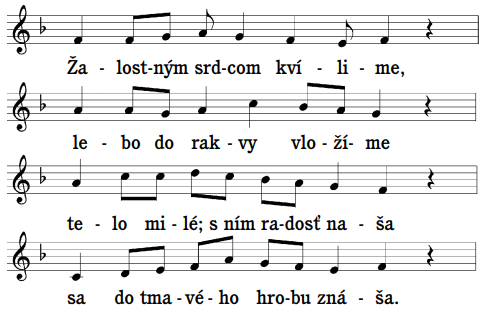 Ža - lost-ným srd-com kví - li - me,
le - bo do rak - vy vlo - ží- me
te - lo mi - lé; s ním ra-dosť na - ša
sa do tma - vé - ho hro - bu zná - ša.